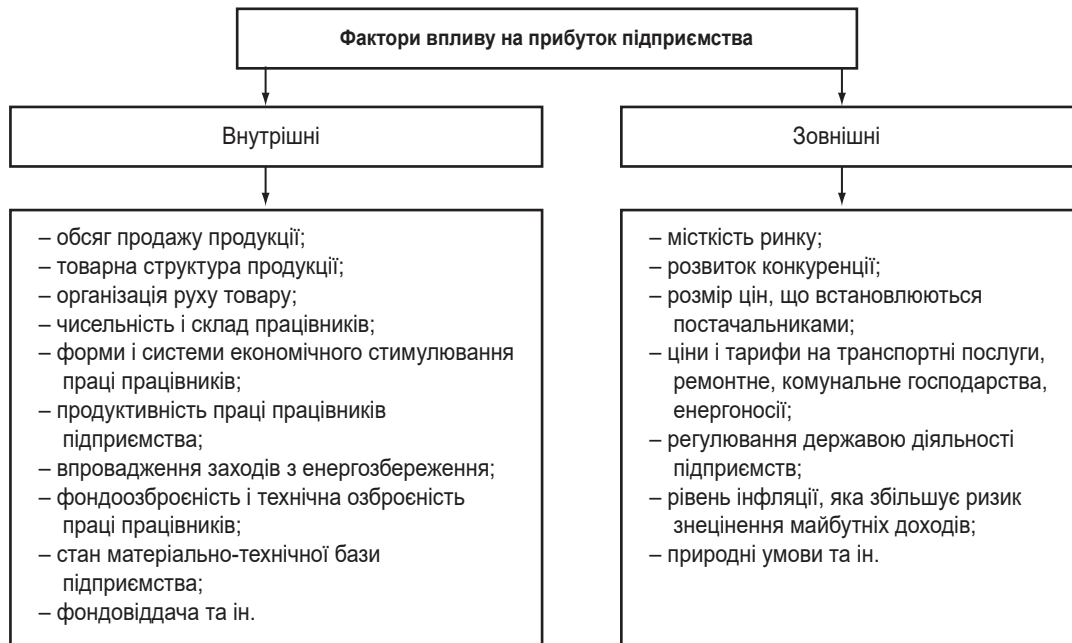 Фактори впливу на прибуток підприємства
Внутрішні
– обсяг продажу продукції;
– товарна структура продукції;
– організація руху товару;
– чисельність і склад працівників;
– форми і системи економічного стимулювання
праці працівників;
– продуктивність праці працівників
підприємства;
– впровадження заходів з енергозбереження;
– фондоозброєність і технічна озброєність
праці працівників;
– стан матеріально-технічної бази
підприємства;
– фондовіддача та ін.
Зовнішні
– місткість ринку;
– розвиток конкуренції;
– розмір цін, що встановлюються
постачальниками;
– ціни і тарифи на транспортні послуги,
ремонтне, комунальне господарства,
енергоносії;
– регулювання державою діяльності
підприємств;
– рівень інфляції, яка збільшує ризик
знецінення майбутніх доходів;
– природні умови та ін.